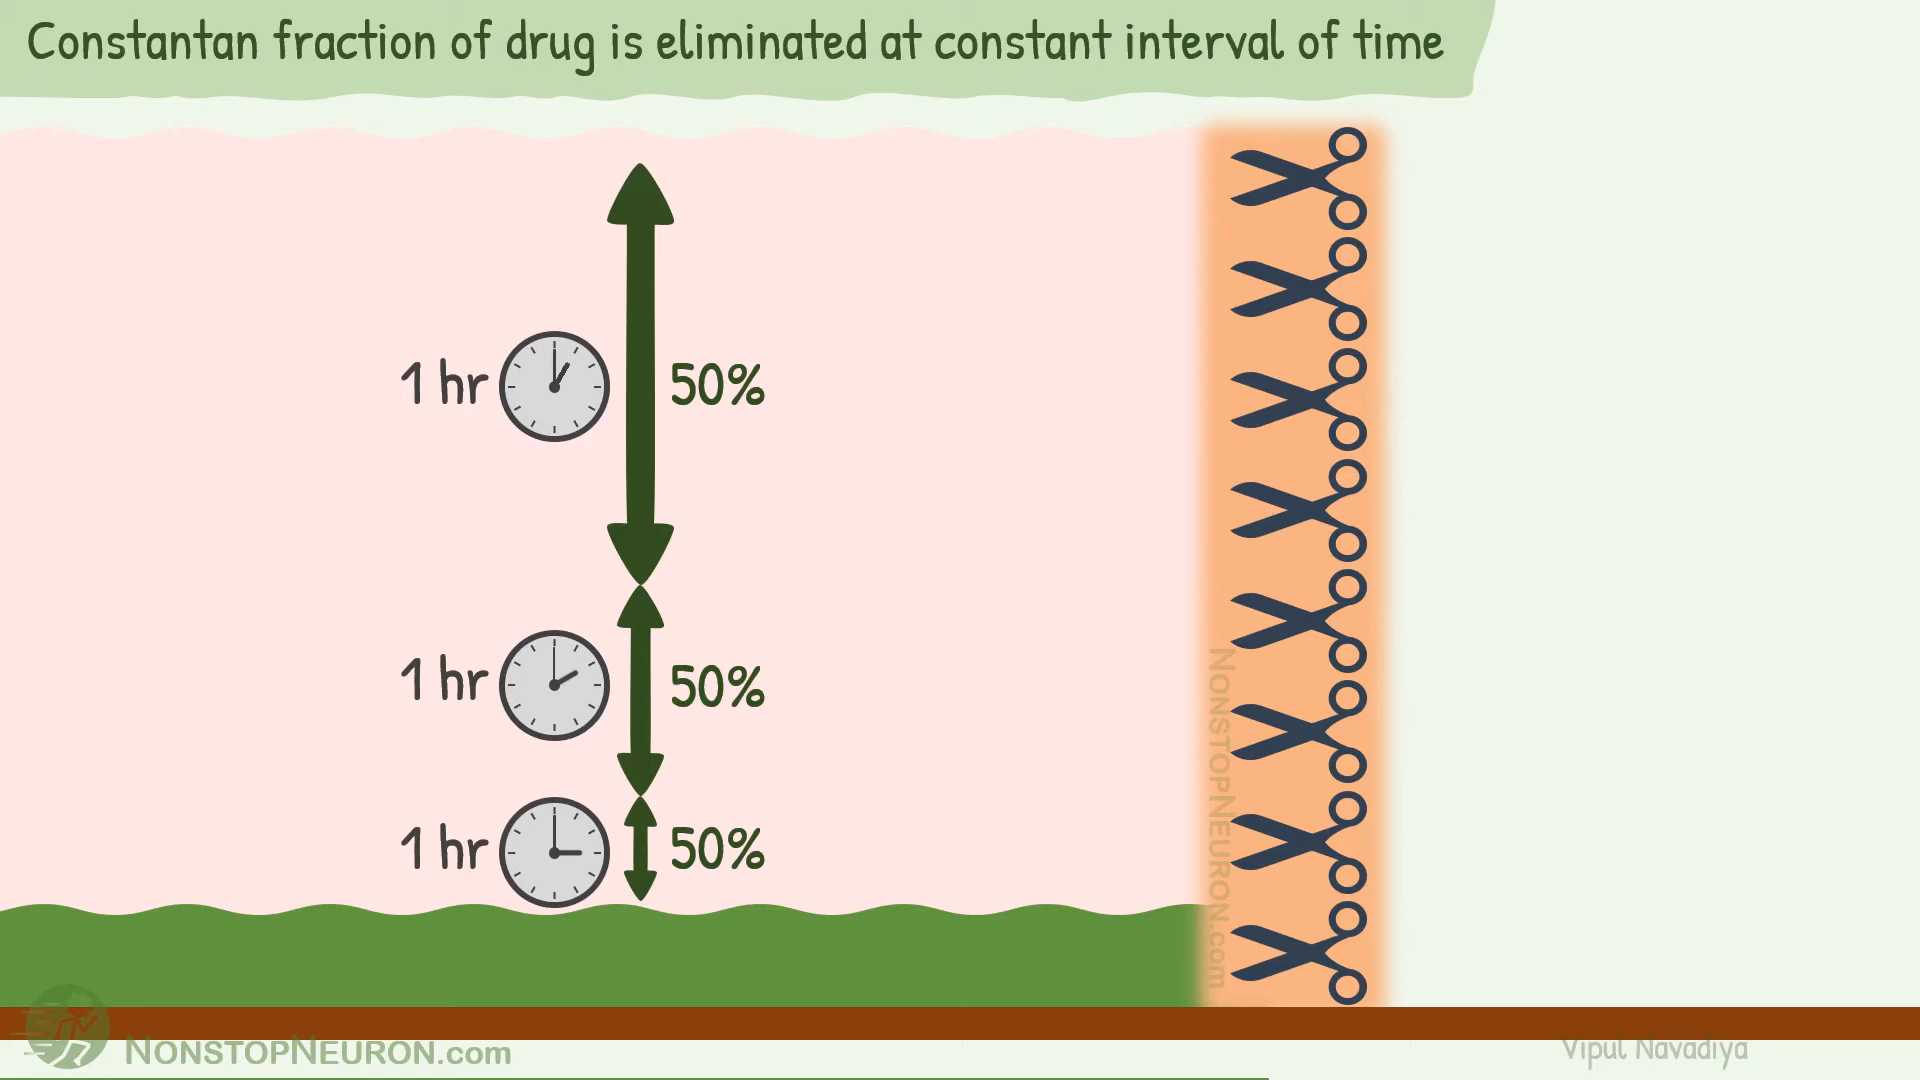 Constantan fraction of drug is eliminated at constant interval of time
1 hr 50%
1 hr 50%
1 hr 50%
NONSTOPNEURON.com
NONSTOPNEURON.com
Vipul Navadiya